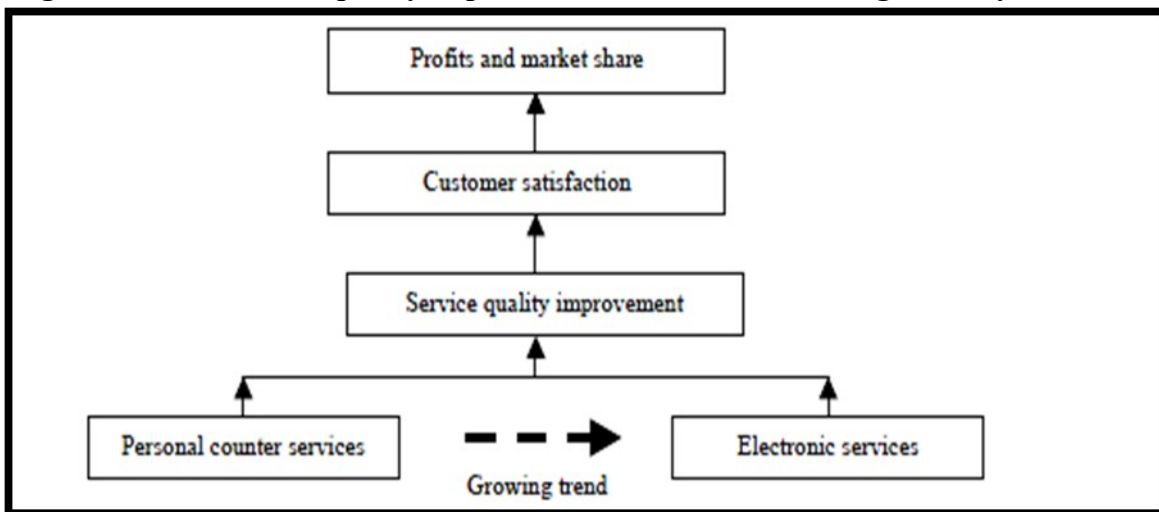 Profits and market share
Customer satisfaction
Service quality improvement
Personal counter services
Electronic services
Growing trend